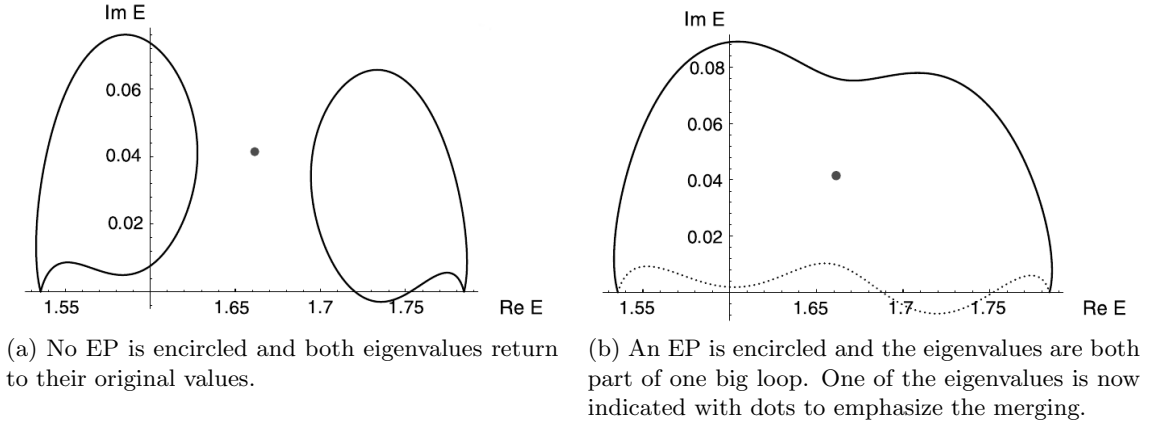 Im E
0.06
0.04
0.02
1.55
1.65
1.7
1.75
Re E
(a) No EP is encircled and both eigenvalues return
to their original values.
Im E
0.08
0.06
0.04
0.02
1.55
1.65
1.7
1.75
Re E
(b) An EP is encircled and the eigenvalues are both
part of one big loop. One of the eigenvalues is now
indicated with dots to emphasize the merging.